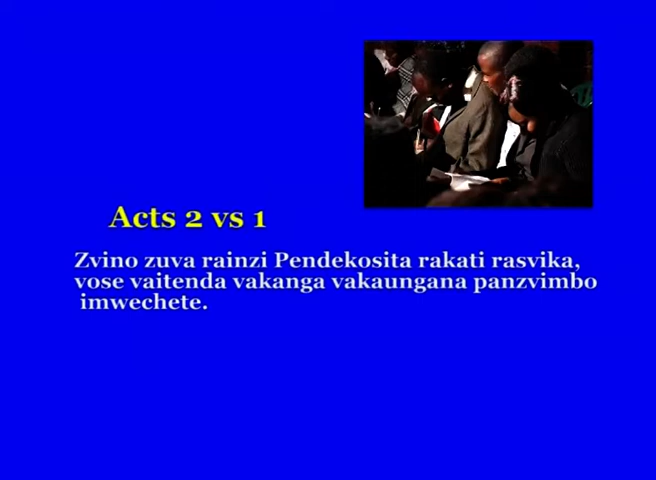 Acts 2 vs 1
Zvino zuva rainzi Pendekosita rakati rasvika,
vose vaitenda vakanga vakaungana panzvimbo
imwechete.